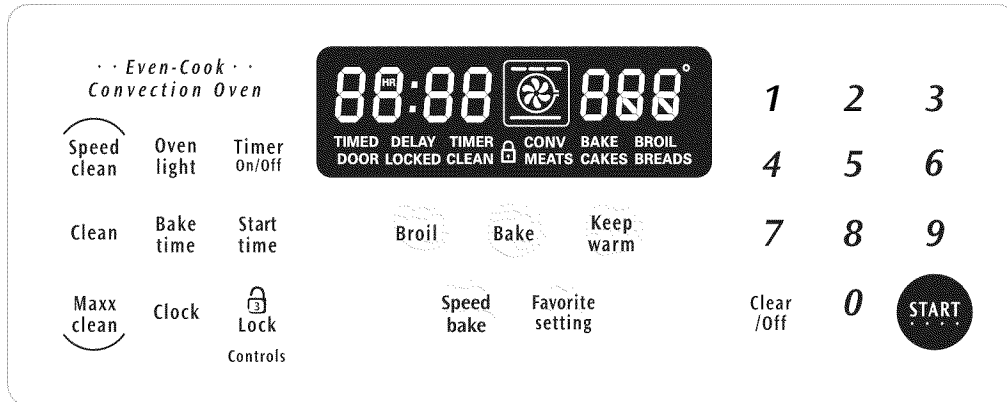 · · Even-Cook · ·
Convection Oven
Speed
clean
Oven
light
Timer
On/Off
88:88
HR
888°
TIMED DELAY TIMER CONV BAKE BROIL
DOOR LOCKED CLEAN MEATS CAKES BREADS
1 2 3
4 5 6
Clean
Bake
time
Start
time
Broil
Bake
Keep
warm
7 8 9
Maxx
clean
Clock
3
Lock
Controls
Speed
bake
Favorite
setting
Clear
/Off
0
START